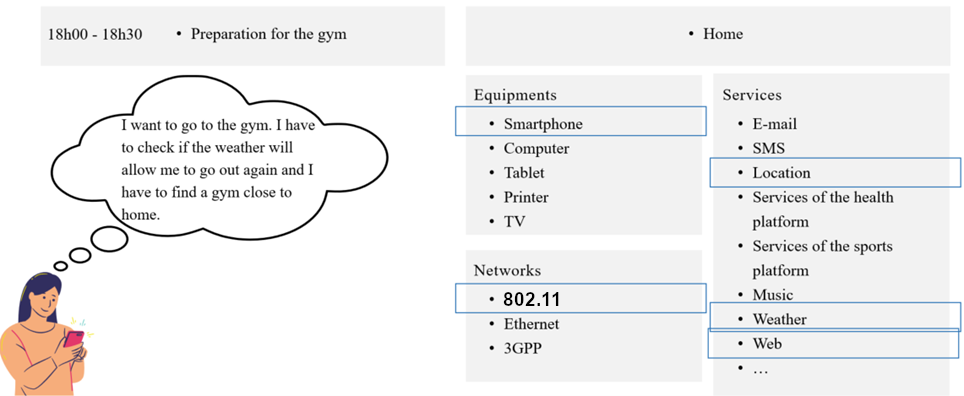 18h00 - 18h30 • Preparation for the gym
• Home
I want to go to the gym. I have
to check if the weather will
allow me to go out again and I
have to find a gym close to
home.
Equipments
• Smartphone
• Computer
• Tablet
• Printer
• TV
Networks
• 802.11
• Ethernet
• 3GPP
Services
• E-mail
• SMS
• Location
• Services of the health
platform
• Services of the sports
platform
• Music
• Weather
• Web
• …